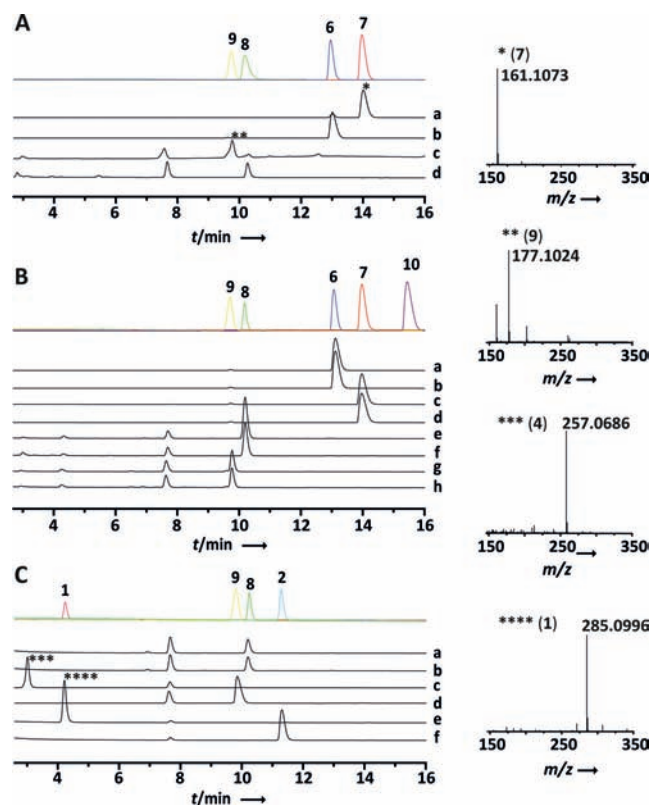 A
9
8
6
7
*
a
b
**
c
d
4 6 8 10 12 14 16
t/min
B
9
8
6
7
10
a
b
c
d
e
f
g
h
4 6 8 10 12 14 16
t/min
C
1
9
8
2
a
b
***
c
****
d
e
f
4 6 8 10 12 14 16
t/min
* (7)
161.1073
150 250 350
m/z
** (9)
177.1024
150 250 350
m/z
*** (4) 257.0686
150 250 350
m/z
**** (1) 285.0996
150 250 350
m/z